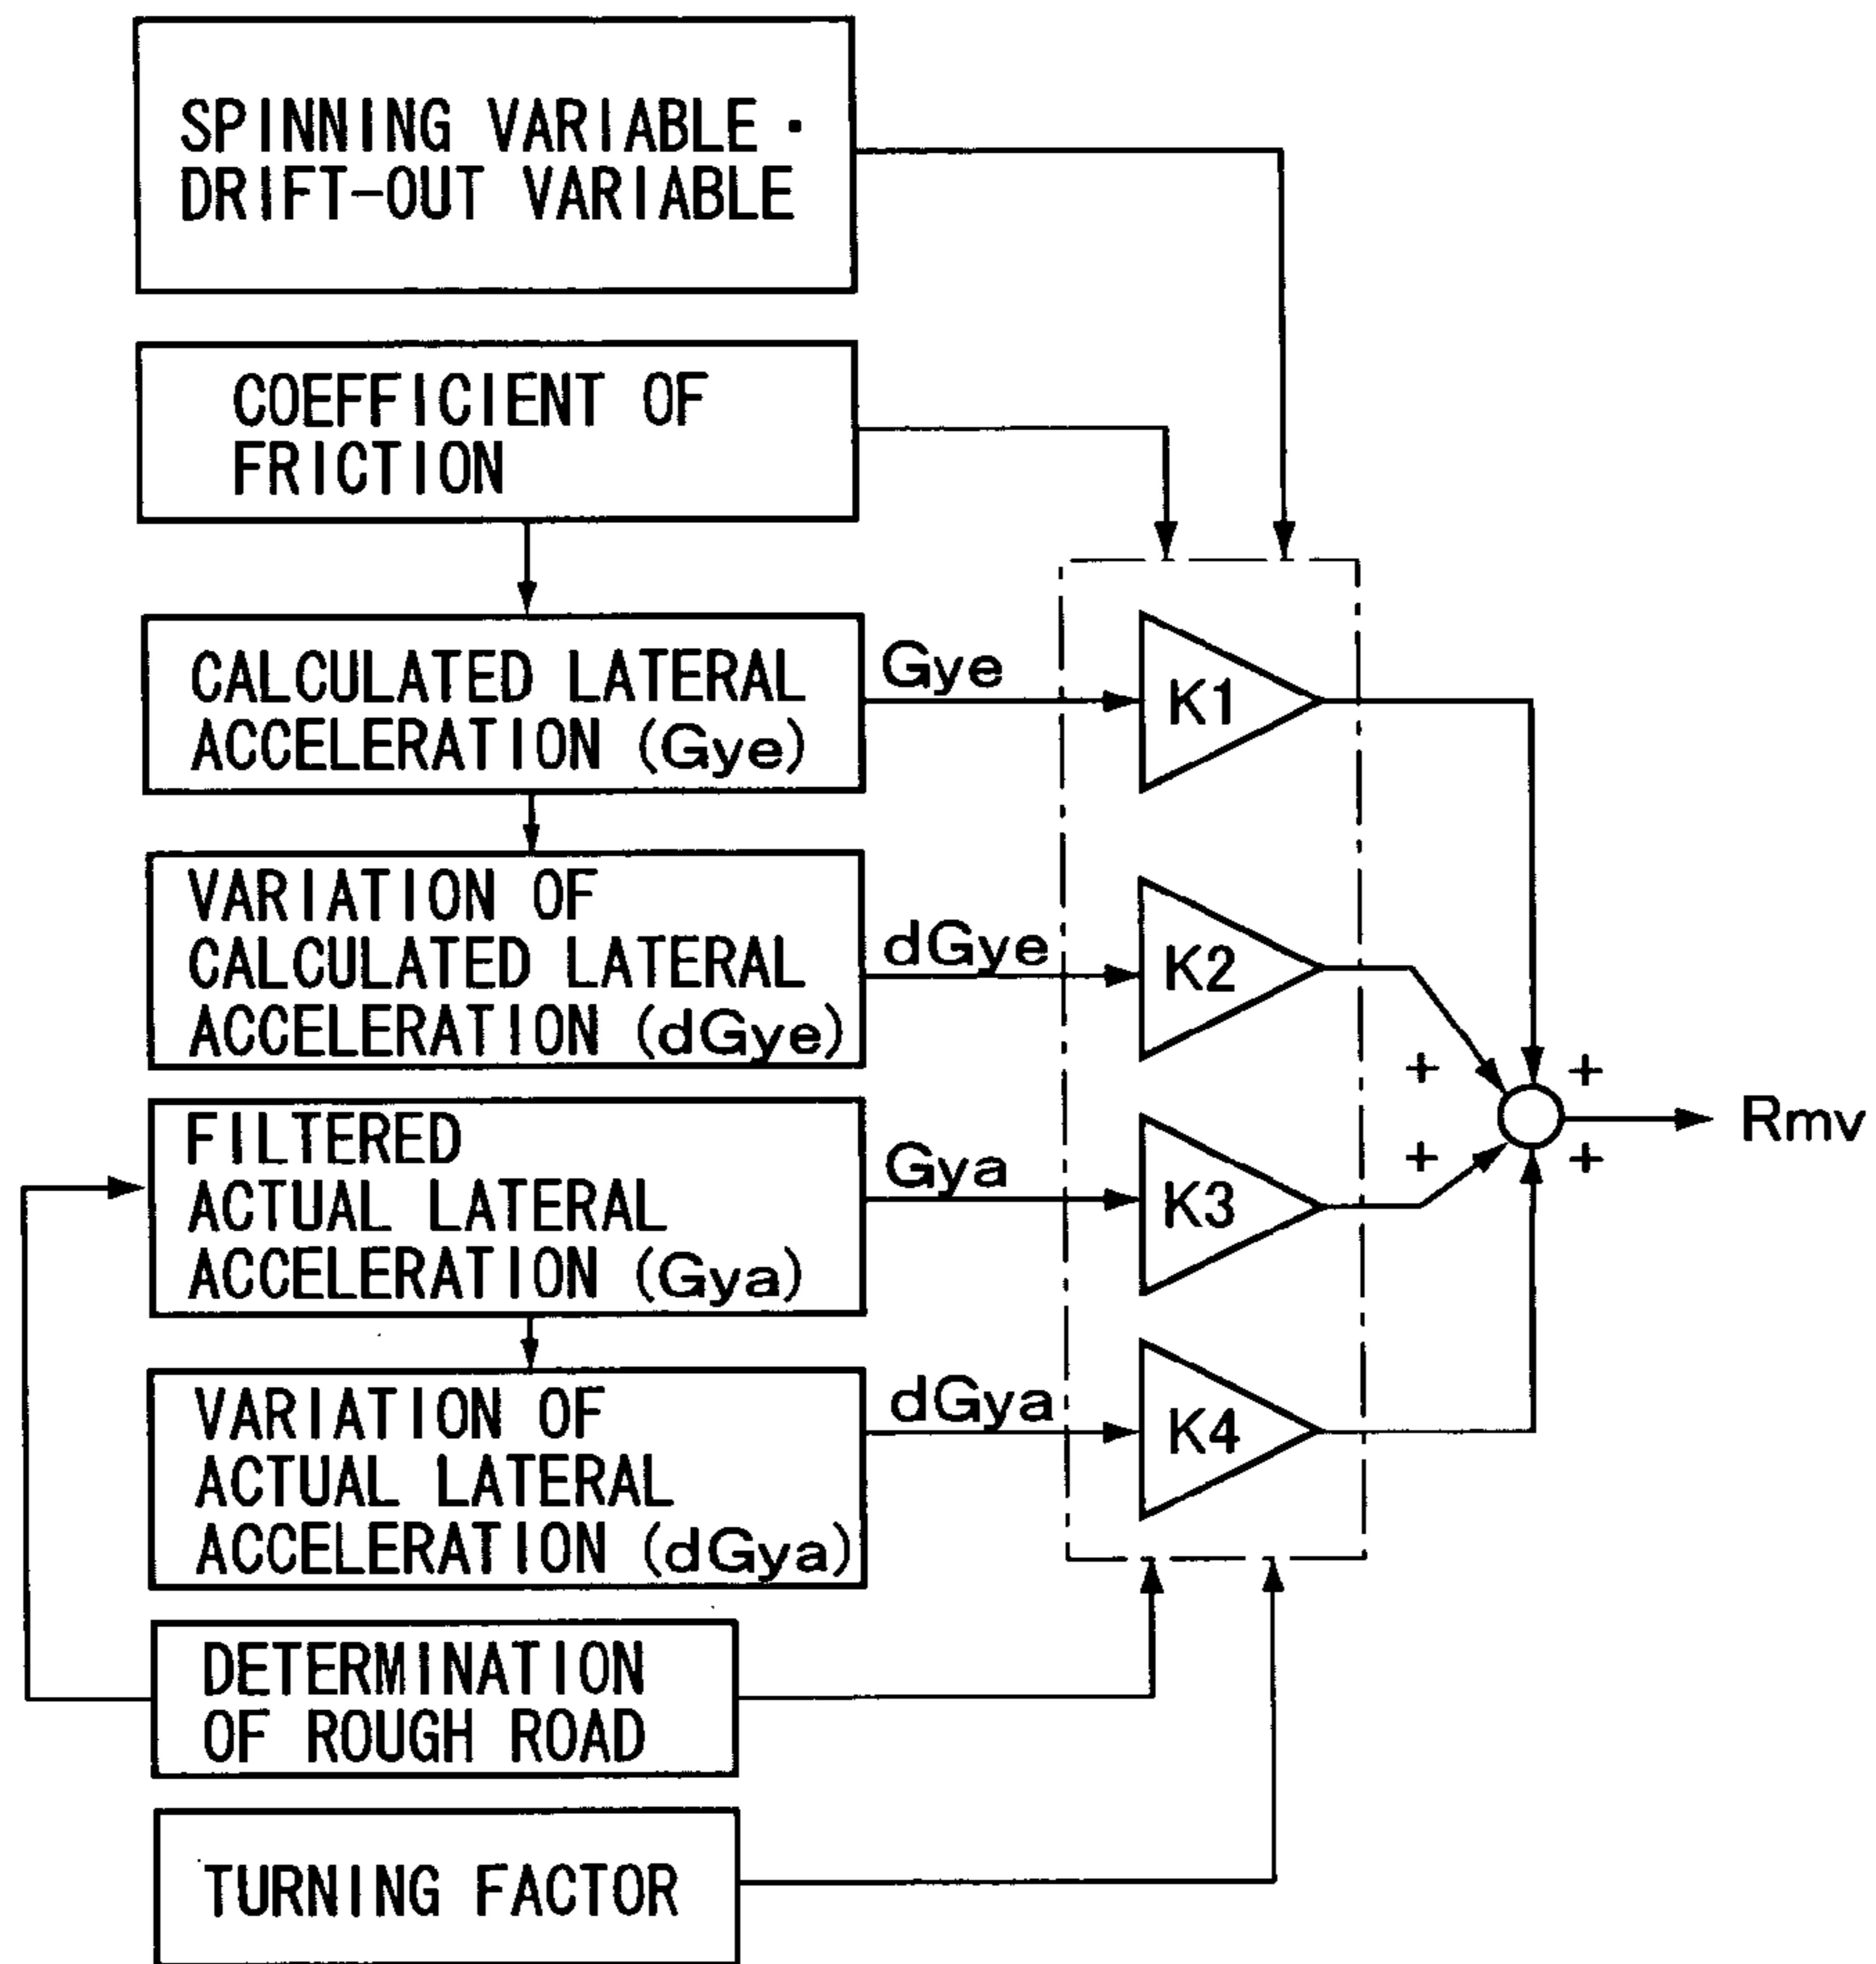 SPINNING VARIABLE・
DRIFT-OUT VARIABLE
COEFFICIENT OF
FRICTION
CALCULATED LATERAL
ACCELERATION (Gye)
Gye
K1
VARIATION OF
CALCULATED LATERAL
ACCELERATION (dGye)
dGye
K2
+
+
FILTERED
ACTUAL LATERAL
ACCELERATION (Gya)
Gya
K3
+
+
Rmv
VARIATION OF
ACTUAL LATERAL
ACCELERATION (dGya)
dGya
K4
DETERMINATION
OF ROUGH ROAD
TURNING FACTOR